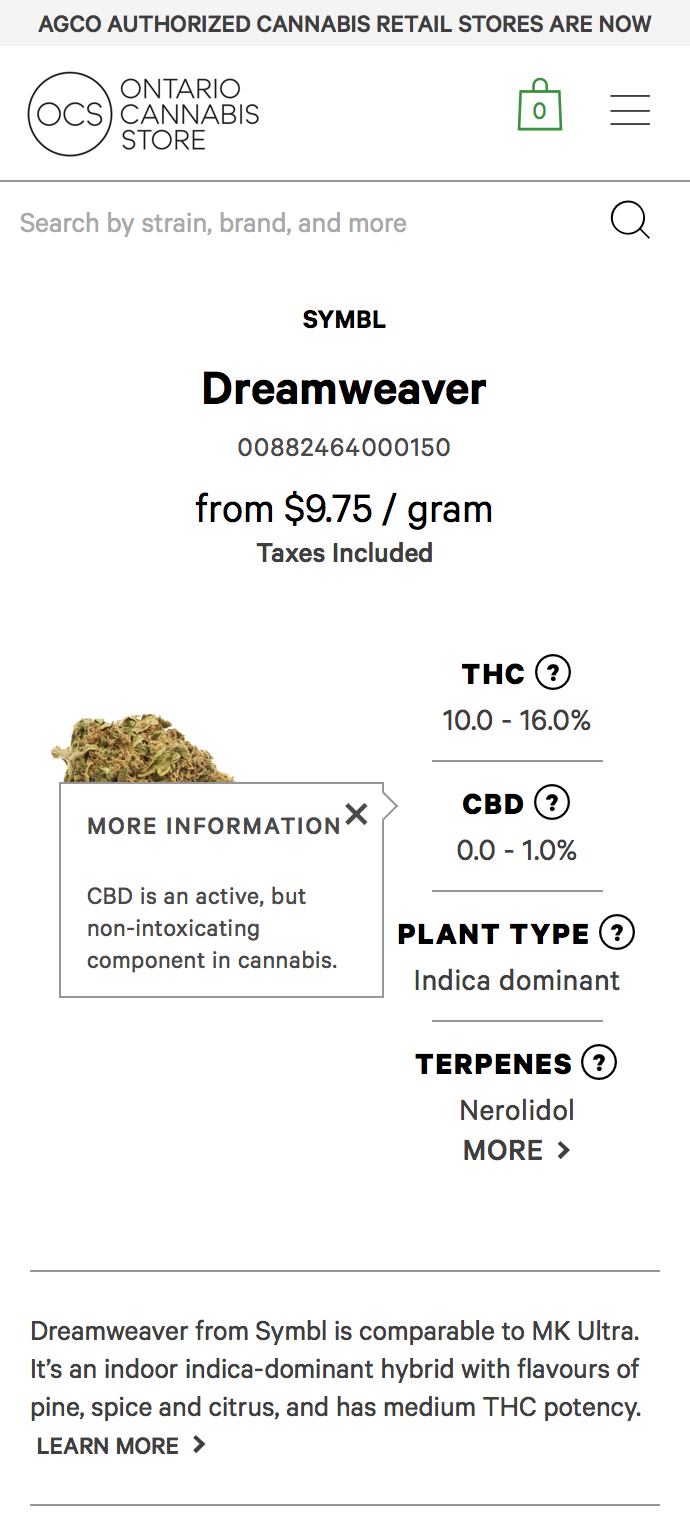 AGCO AUTHORIZED CANNABIS RETAIL STORES ARE NOW
OCS
ONTARIO
CANNABIS
STORE
0
Search by strain, brand, and more
SYMBL
Dreamweaver
00882464000150
from $9.75 / gram
Taxes Included
THC ?
10.0 - 16.0%
CBD ?
0.0 - 1.0%
MORE INFORMATION
CBD is an active, but
non-intoxicating
component in cannabis.
PLANT TYPE ?
Indica dominant
TERPENES ?
Nerolidol
MORE >
Dreamweaver from Symbl is comparable to MK Ultra.
It’s an indoor indica-dominant hybrid with flavours of
pine, spice and citrus, and has medium THC potency.
LEARN MORE >